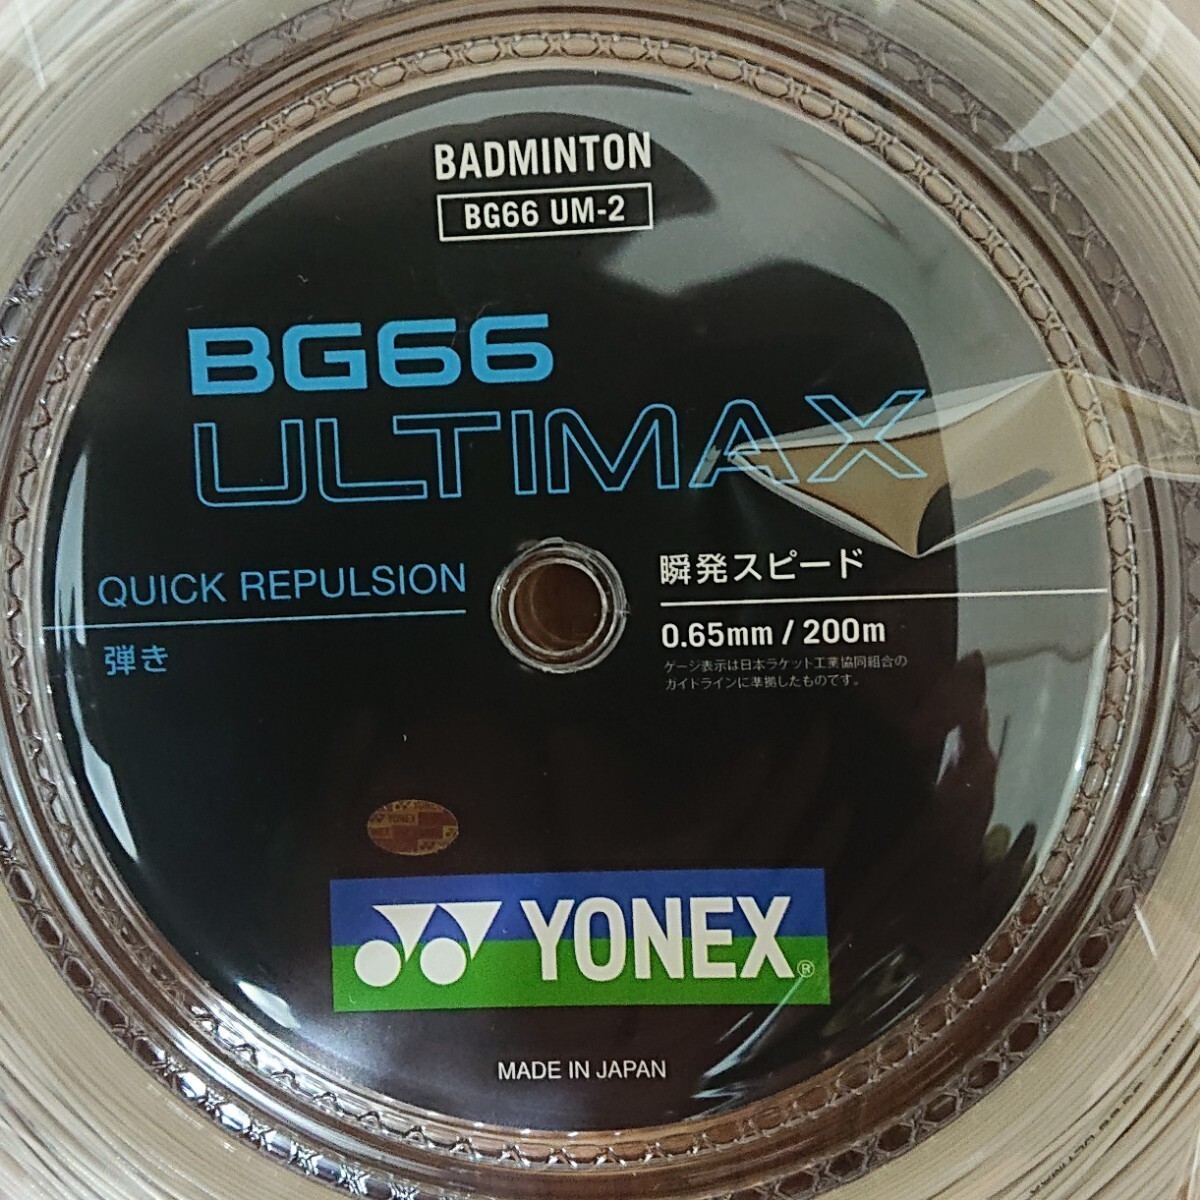 BADMINTON
BG66 UM-2
BG66
ULTIMAX
QUICK REPULSION
弾き
瞬発スピード
0.65mm / 200m
ゲージ表示は日本ラケット工業協同組合の
ガイドラインに準拠したものです。
YONEX
YONEX®
MADE IN JAPAN